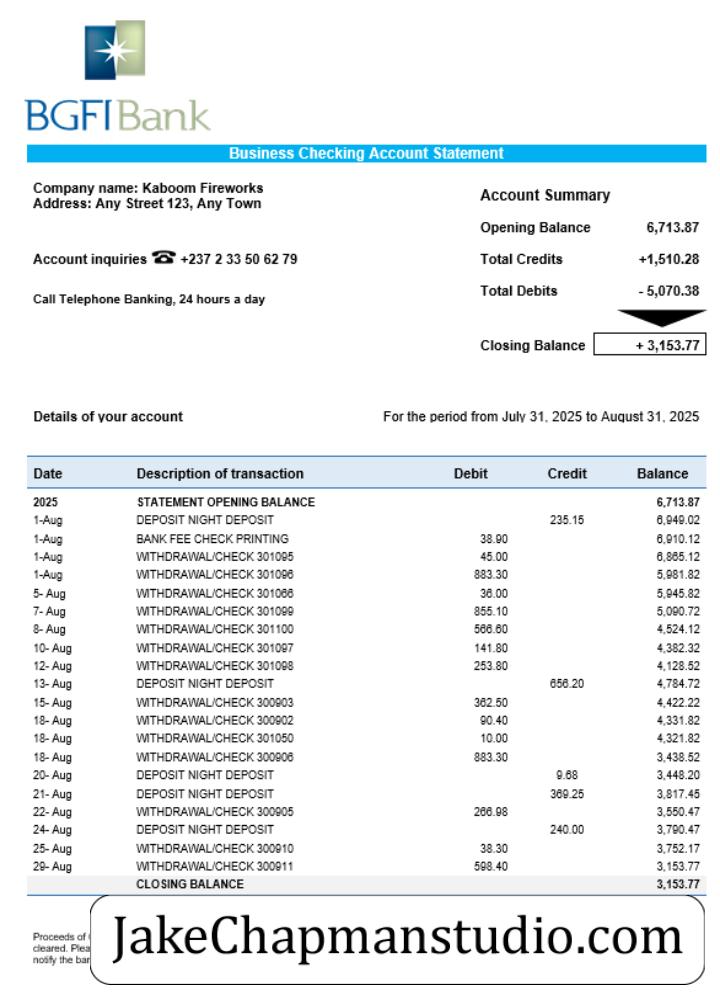 BGFIBank
Business Checking Account Statement
Company name: Kaboom Fireworks
Address: Any Street 123, Any Town
Account Summary
Opening Balance 6,713.87
Account inquiries ☎ +237 2 33 50 62 79 Total Credits +1,510.28
Call Telephone Banking, 24 hours a day Total Debits - 5,070.38
Closing Balance + 3,153.77
Details of your account For the period from July 31, 2025 to August 31, 2025
Date Description of transaction Debit Credit Balance
2025 STATEMENT OPENING BALANCE 6,713.87
1-Aug DEPOSIT NIGHT DEPOSIT 235.15 6,949.02
1-Aug BANK FEE CHECK PRINTING 38.90 6,910.12
1-Aug WITHDRAWAL/CHECK 301095 45.00 6,865.12
1-Aug WITHDRAWAL/CHECK 301096 883.30 5,981.82
5- Aug WITHDRAWAL/CHECK 301066 36.00 5,945.82
7- Aug WITHDRAWAL/CHECK 301099 855.10 5,090.72
8- Aug WITHDRAWAL/CHECK 301100 566.60 4,524.12
10- Aug WITHDRAWAL/CHECK 301097 141.80 4,382.32
12- Aug WITHDRAWAL/CHECK 301098 253.80 4,128.52
13- Aug DEPOSIT NIGHT DEPOSIT 656.20 4,784.72
15- Aug WITHDRAWAL/CHECK 300903 362.50 4,422.22
18- Aug WITHDRAWAL/CHECK 300902 90.40 4,331.82
18- Aug WITHDRAWAL/CHECK 301050 10.00 4,321.82
18- Aug WITHDRAWAL/CHECK 300906 883.30 3,438.52
20- Aug DEPOSIT NIGHT DEPOSIT 9.68 3,448.20
21- Aug DEPOSIT NIGHT DEPOSIT 369.25 3,817.45
22- Aug WITHDRAWAL/CHECK 300905 266.98 3,550.47
24- Aug DEPOSIT NIGHT DEPOSIT 240.00 3,790.47
25- Aug WITHDRAWAL/CHECK 300910 38.30 3,752.17
29- Aug WITHDRAWAL/CHECK 300911 598.40 3,153.77
CLOSING BALANCE 3,153.77
Proceeds of
cleared.
notify the
JakeChapmanstudio.com